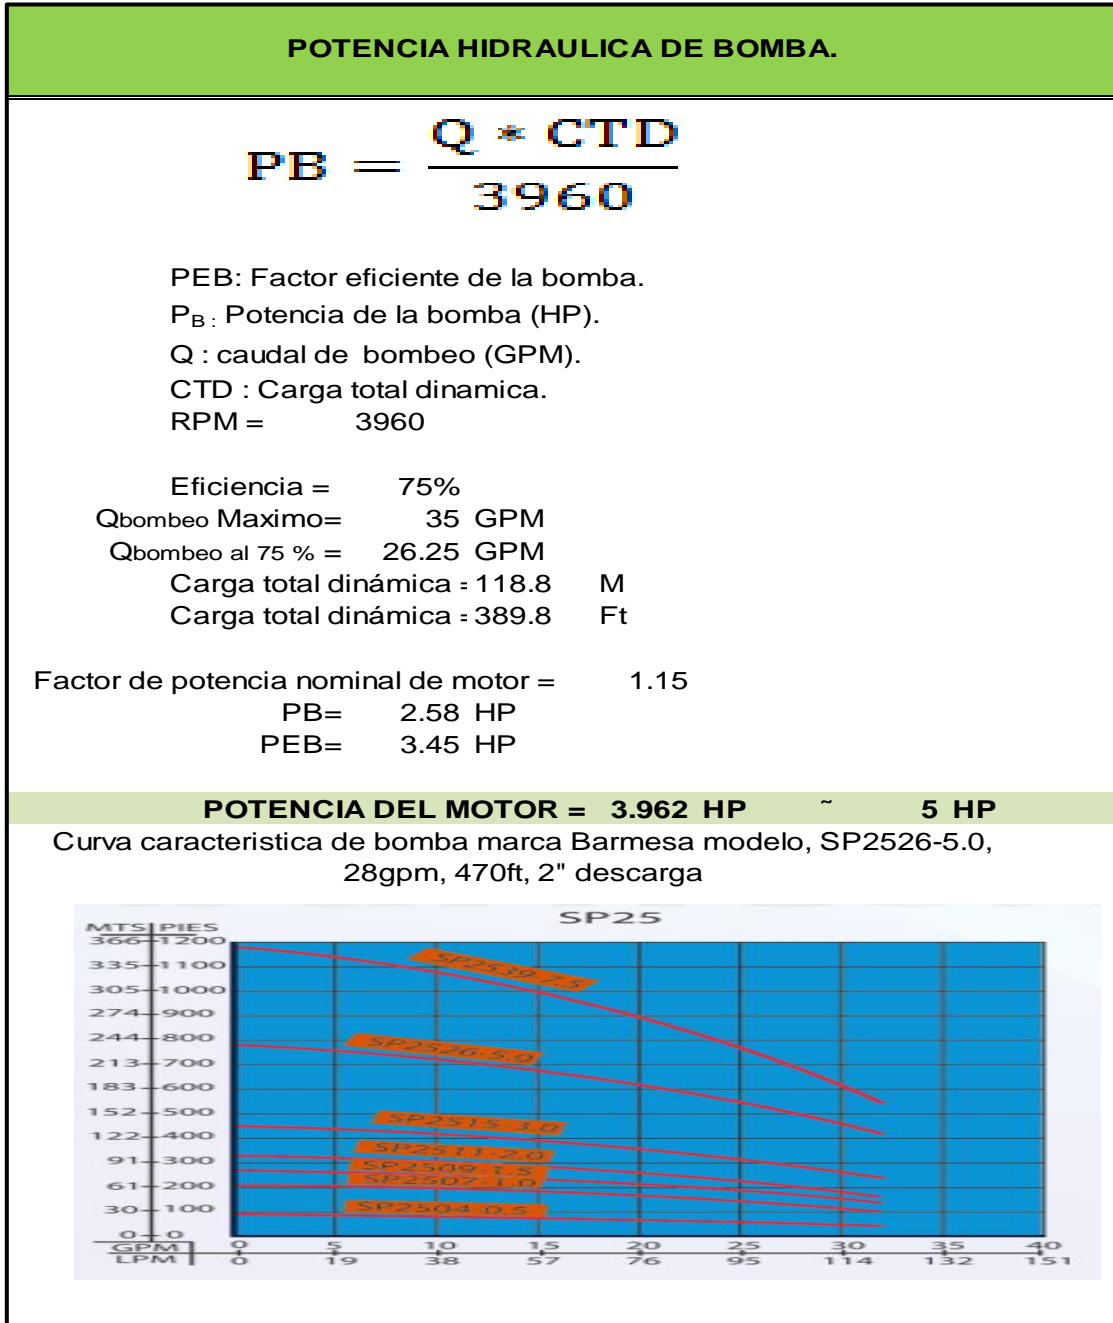 POTENCIA HIDRAULICA DE BOMBA.
PB = Q * CTD / 3960
PEB: Factor eficiente de la bomba.
PB : Potencia de la bomba (HP).
Q : caudal de bombeo (GPM).
CTD : Carga total dinamica.
RPM = 3960
Eficiencia = 75%
Qbombeo Maximo= 35 GPM
Qbombeo al 75 % = 26.25 GPM
Carga total dinámica = 118.8 M
Carga total dinámica = 389.8 Ft
Factor de potencia nominal de motor = 1.15
PB= 2.58 HP
PEB= 3.45 HP
POTENCIA DEL MOTOR = 3.962 HP ~ 5 HP
Curva caracteristica de bomba marca Barmesa modelo, SP2526-5.0,
28gpm, 470ft, 2" descarga
SP25
MTS PIES
366 1200
335 1100
305 1000
274 900
244 800
213 700
183 600
152 500
122 400
91 300
61 200
30 100
0 0
SP2539-7.5
SP2526-5.0
SP2515-3.0
SP2511-2.0
SP2509-1.5
SP2507-1.0
SP2504-0.5
GPM 0 5 10 15 20 25 30 35 40
LPM 0 19 38 57 76 95 114 132 151